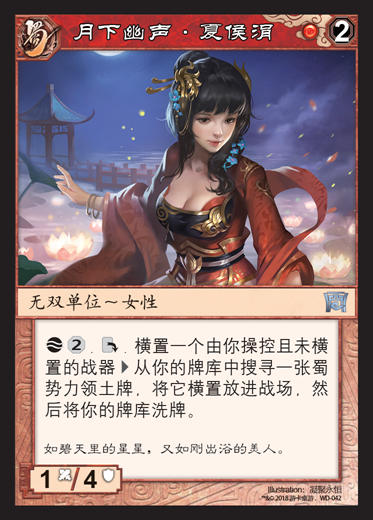 蜀
月下幽声·夏侯涓
2
无双单位～女性
2 . . 横置一个由你操控且未横
置的战器▶从你的牌库中搜寻一张蜀
势力领土牌，将它横置放进战场，然
后将你的牌库洗牌。
如碧天里的星星，又如刚出浴的美人。
1/4
Illustration：凝聚永恒
™&© 2018 游卡桌游．WD-042